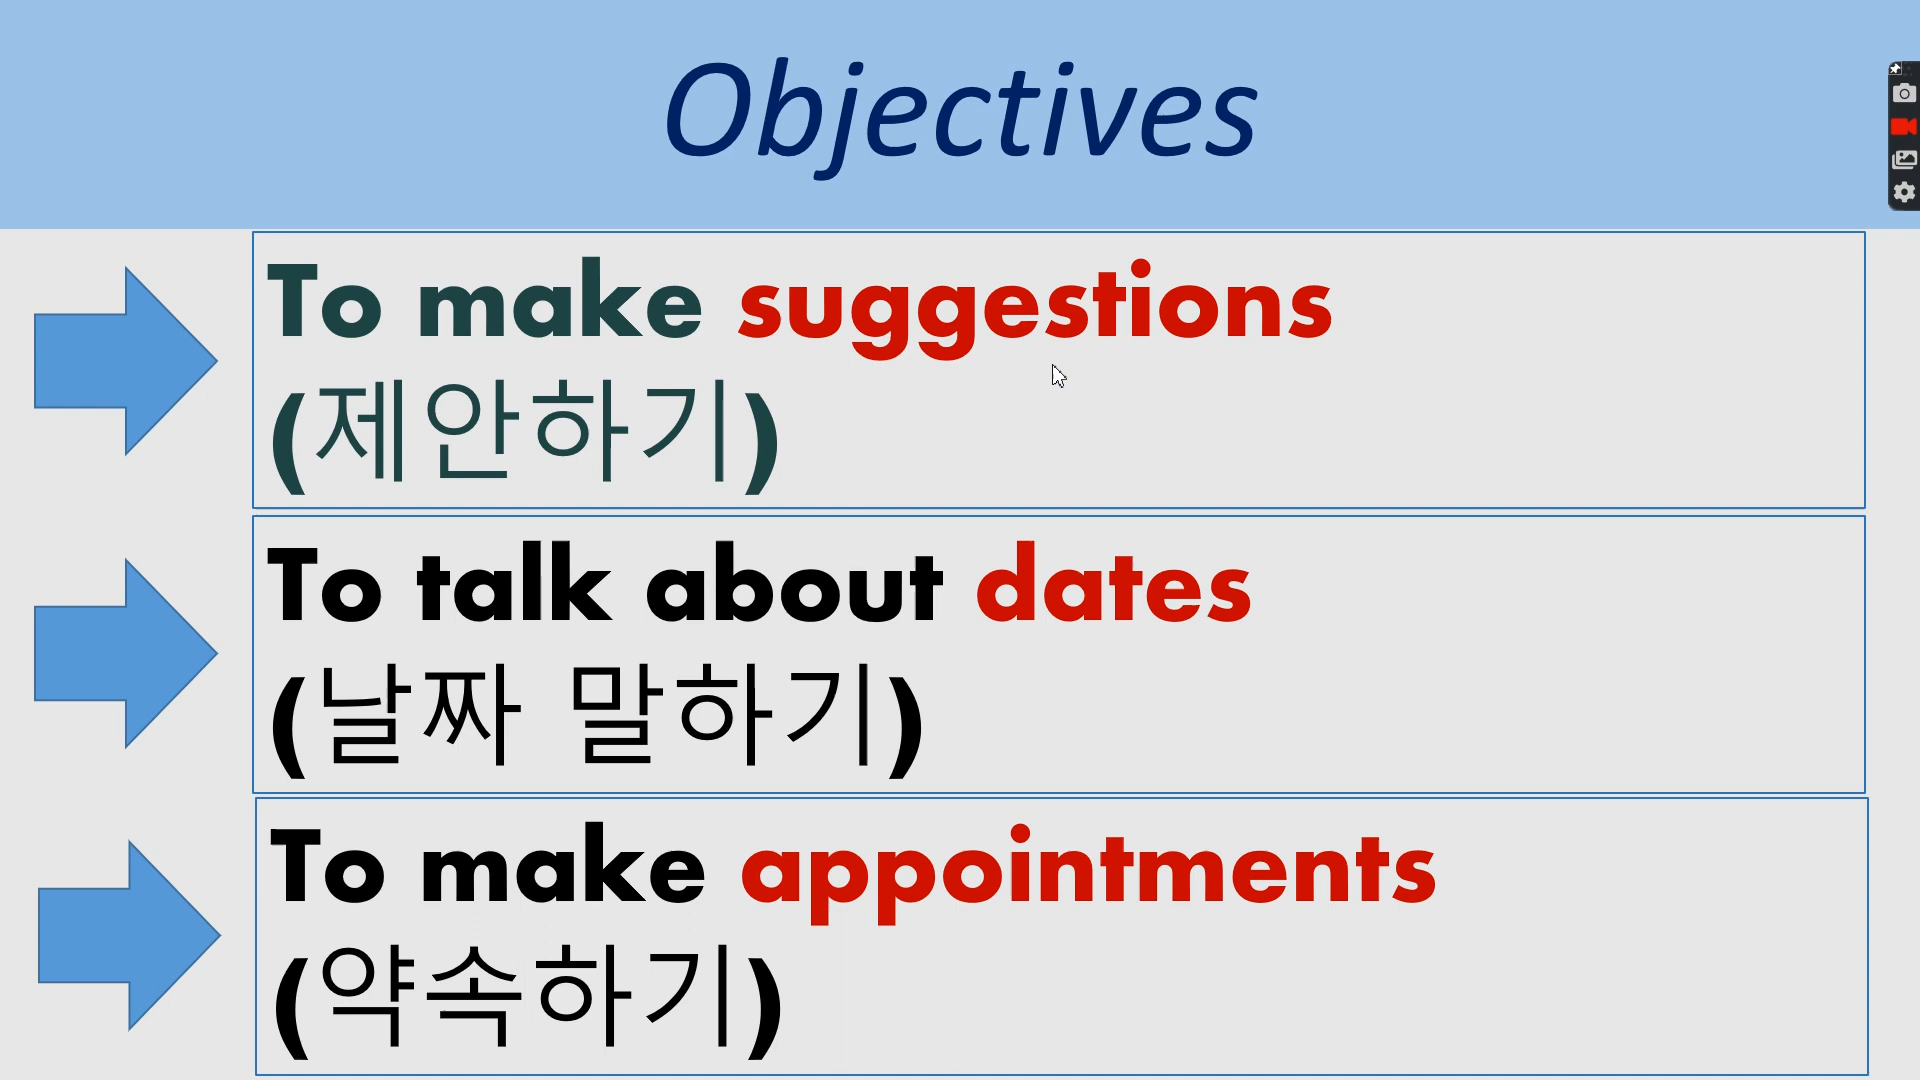 Objectives
To make suggestions
(제안하기)
To talk about dates
(날짜 말하기)
To make appointments
(약속하기)